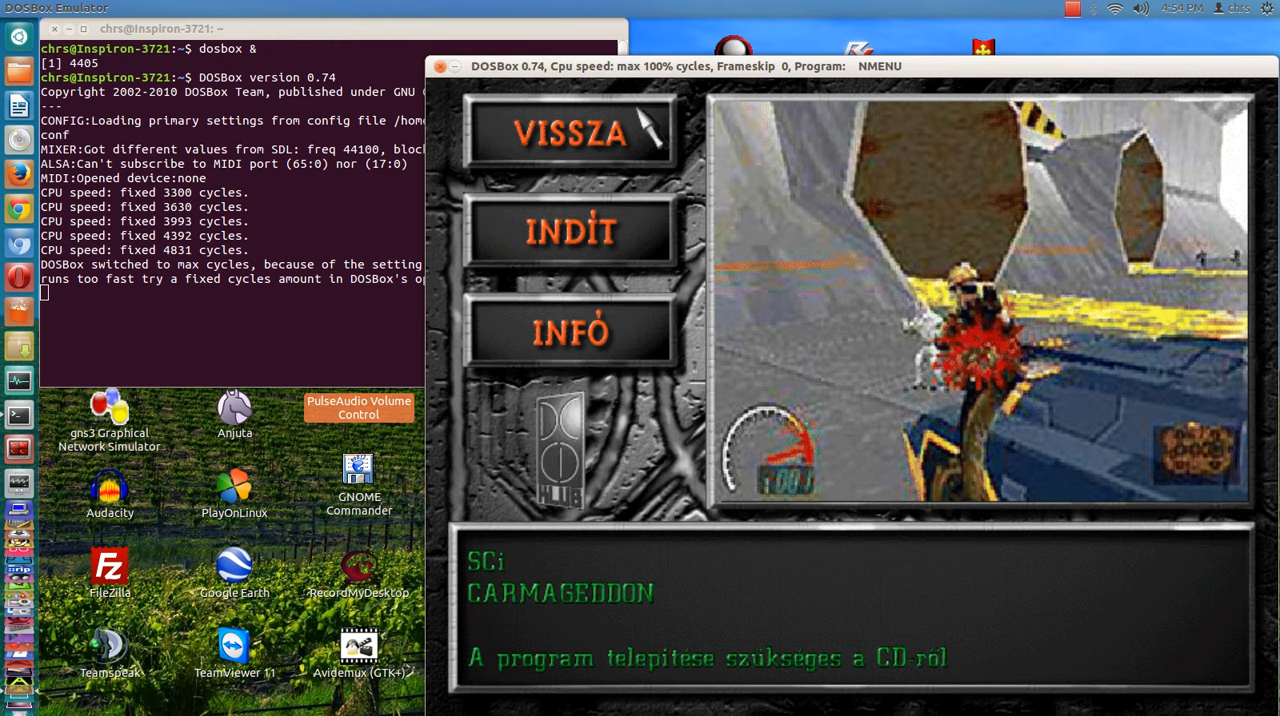 DOSBox Emulator
4:54 PM chrs
chrs@Inspiron-3721: ~
chrs@Inspiron-3721:~$ dosbox &
[1] 4405
chrs@Inspiron-3721:~$ DOSBox version 0.74
Copyright 2002-2010 DOSBox Team, published under GNU
---
CONFIG:Loading primary settings from config file /hom
conf
MIXER:Got different values from SDL: freq 44100, bloc
ALSA:Can't subscribe to MIDI port (65:0) nor (17:0)
MIDI:Opened device:none
CPU speed: fixed 3300 cycles.
CPU speed: fixed 3630 cycles.
CPU speed: fixed 3993 cycles.
CPU speed: fixed 4392 cycles.
CPU speed: fixed 4831 cycles.
DOSBox switched to max cycles, because of the setting
runs too fast try a fixed cycles amount in DOSBox's op
gns3 Graphical
Network Simulator
Anjuta
PulseAudio Volume
Control
Audacity
PlayOnLinux
GNOME
Commander
Fz
FileZilla
Google Earth
RecordMyDesktop
Teamspeak
TeamViewer 11
Avidemux (GTK+)
DOSBox 0.74, Cpu speed: max 100% cycles, Frameskip 0, Program: NMENU
VISSZA
INDÍT
INFÓ
KLUB
SCi
CARMAGEDDON
A program telepítése szükséges a CD-ről